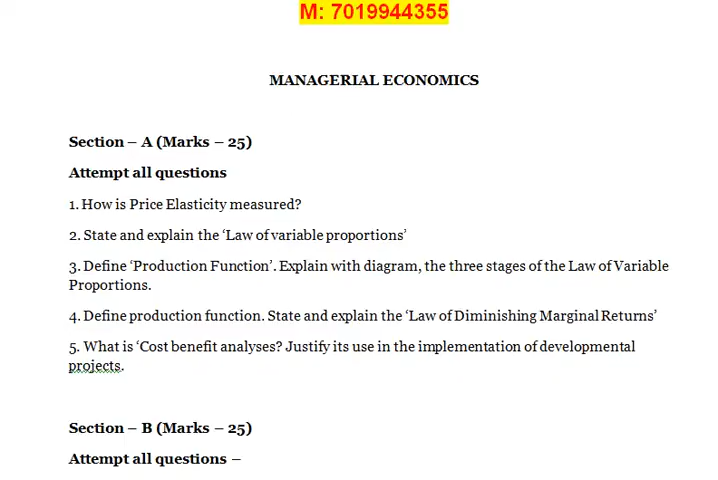 M: 7019944355
MANAGERIAL ECONOMICS
Section – A (Marks – 25)
Attempt all questions
1. How is Price Elasticity measured?
2. State and explain the ‘Law of variable proportions’
3. Define ‘Production Function’. Explain with diagram, the three stages of the Law of Variable
Proportions.
4. Define production function. State and explain the ‘Law of Diminishing Marginal Returns’
5. What is ‘Cost benefit analyses? Justify its use in the implementation of developmental
projects.
Section – B (Marks – 25)
Attempt all questions –